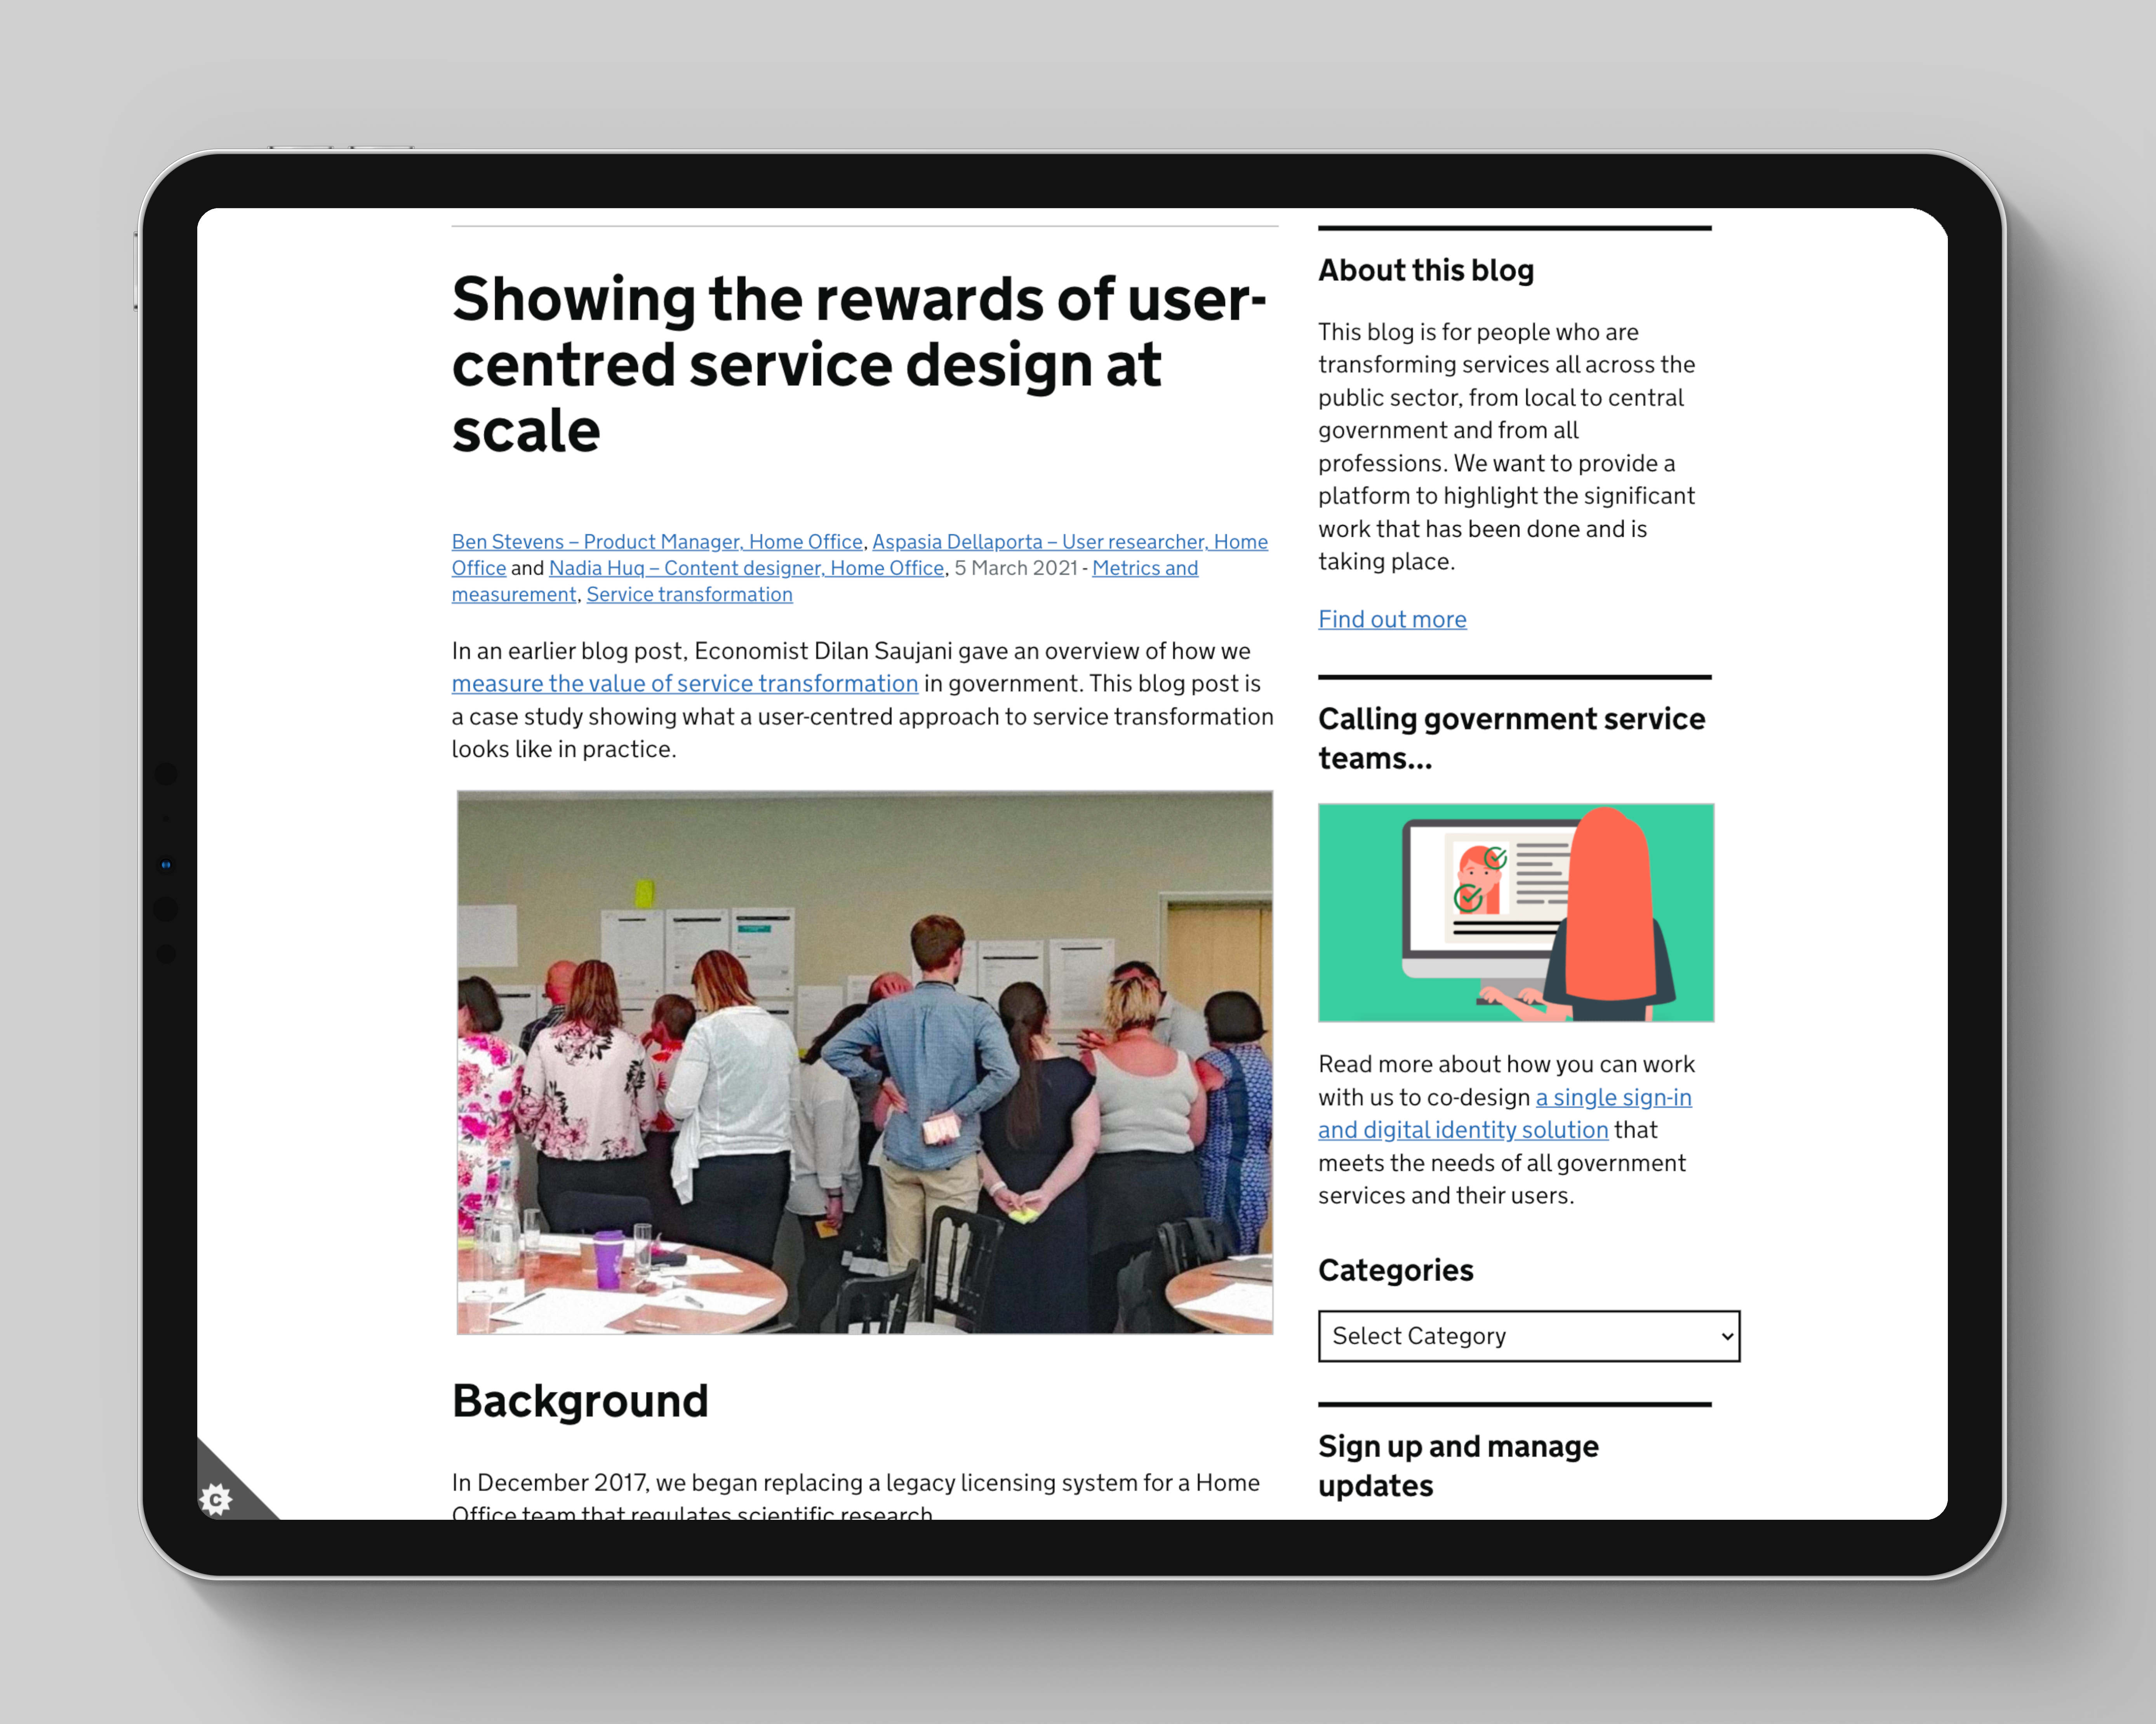 Showing the rewards of user-
centred service design at
scale
Ben Stevens – Product Manager, Home Office, Aspasia Dellaporta – User researcher, Home
Office and Nadia Huq – Content designer, Home Office, 5 March 2021 - Metrics and
measurement, Service transformation
In an earlier blog post, Economist Dilan Saujani gave an overview of how we
measure the value of service transformation in government. This blog post is
a case study showing what a user-centred approach to service transformation
looks like in practice.
Background
In December 2017, we began replacing a legacy licensing system for a Home
Office team that regulates scientific research
C
About this blog
This blog is for people who are
transforming services all across the
public sector, from local to central
government and from all
professions. We want to provide a
platform to highlight the significant
work that has been done and is
taking place.
Find out more
Calling government service
teams...
Read more about how you can work
with us to co-design a single sign-in
and digital identity solution that
meets the needs of all government
services and their users.
Categories
Select Category
Sign up and manage
updates